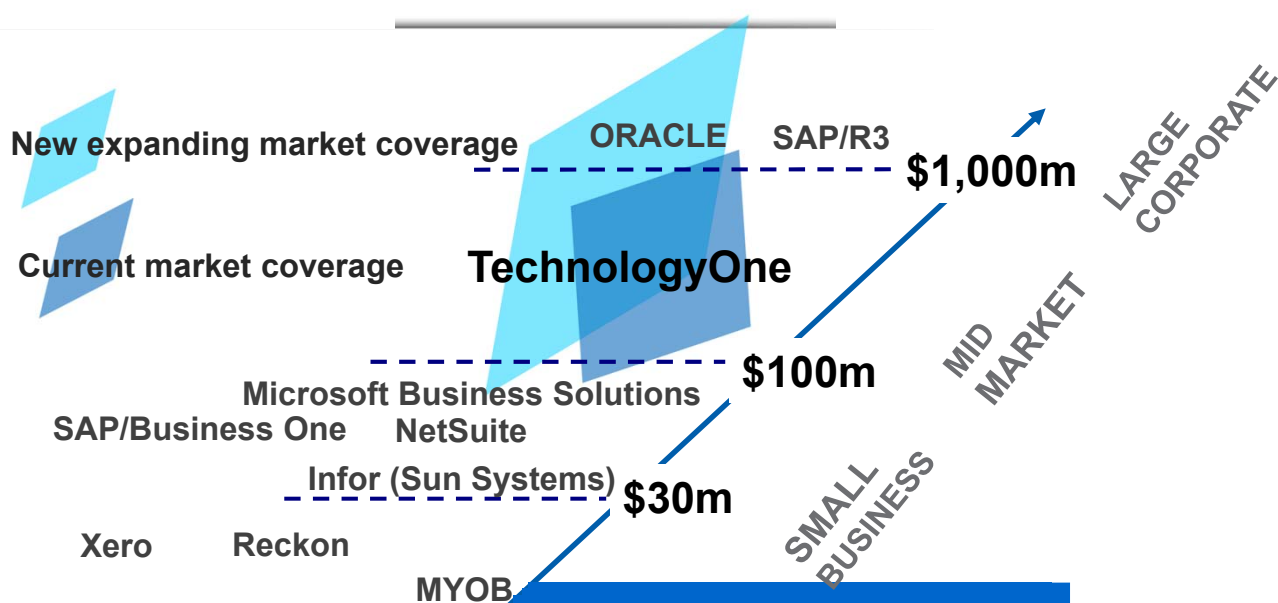 New expanding market coverage
ORACLE
SAP/R3
$1,000m
LARGE
CORPORATE
Current market coverage
TechnologyOne
MID
MARKET
$100m
Microsoft Business Solutions
SAP/Business One
NetSuite
Infor (Sun Systems)
$30m
SMALL
BUSINESS
Xero
Reckon
MYOB